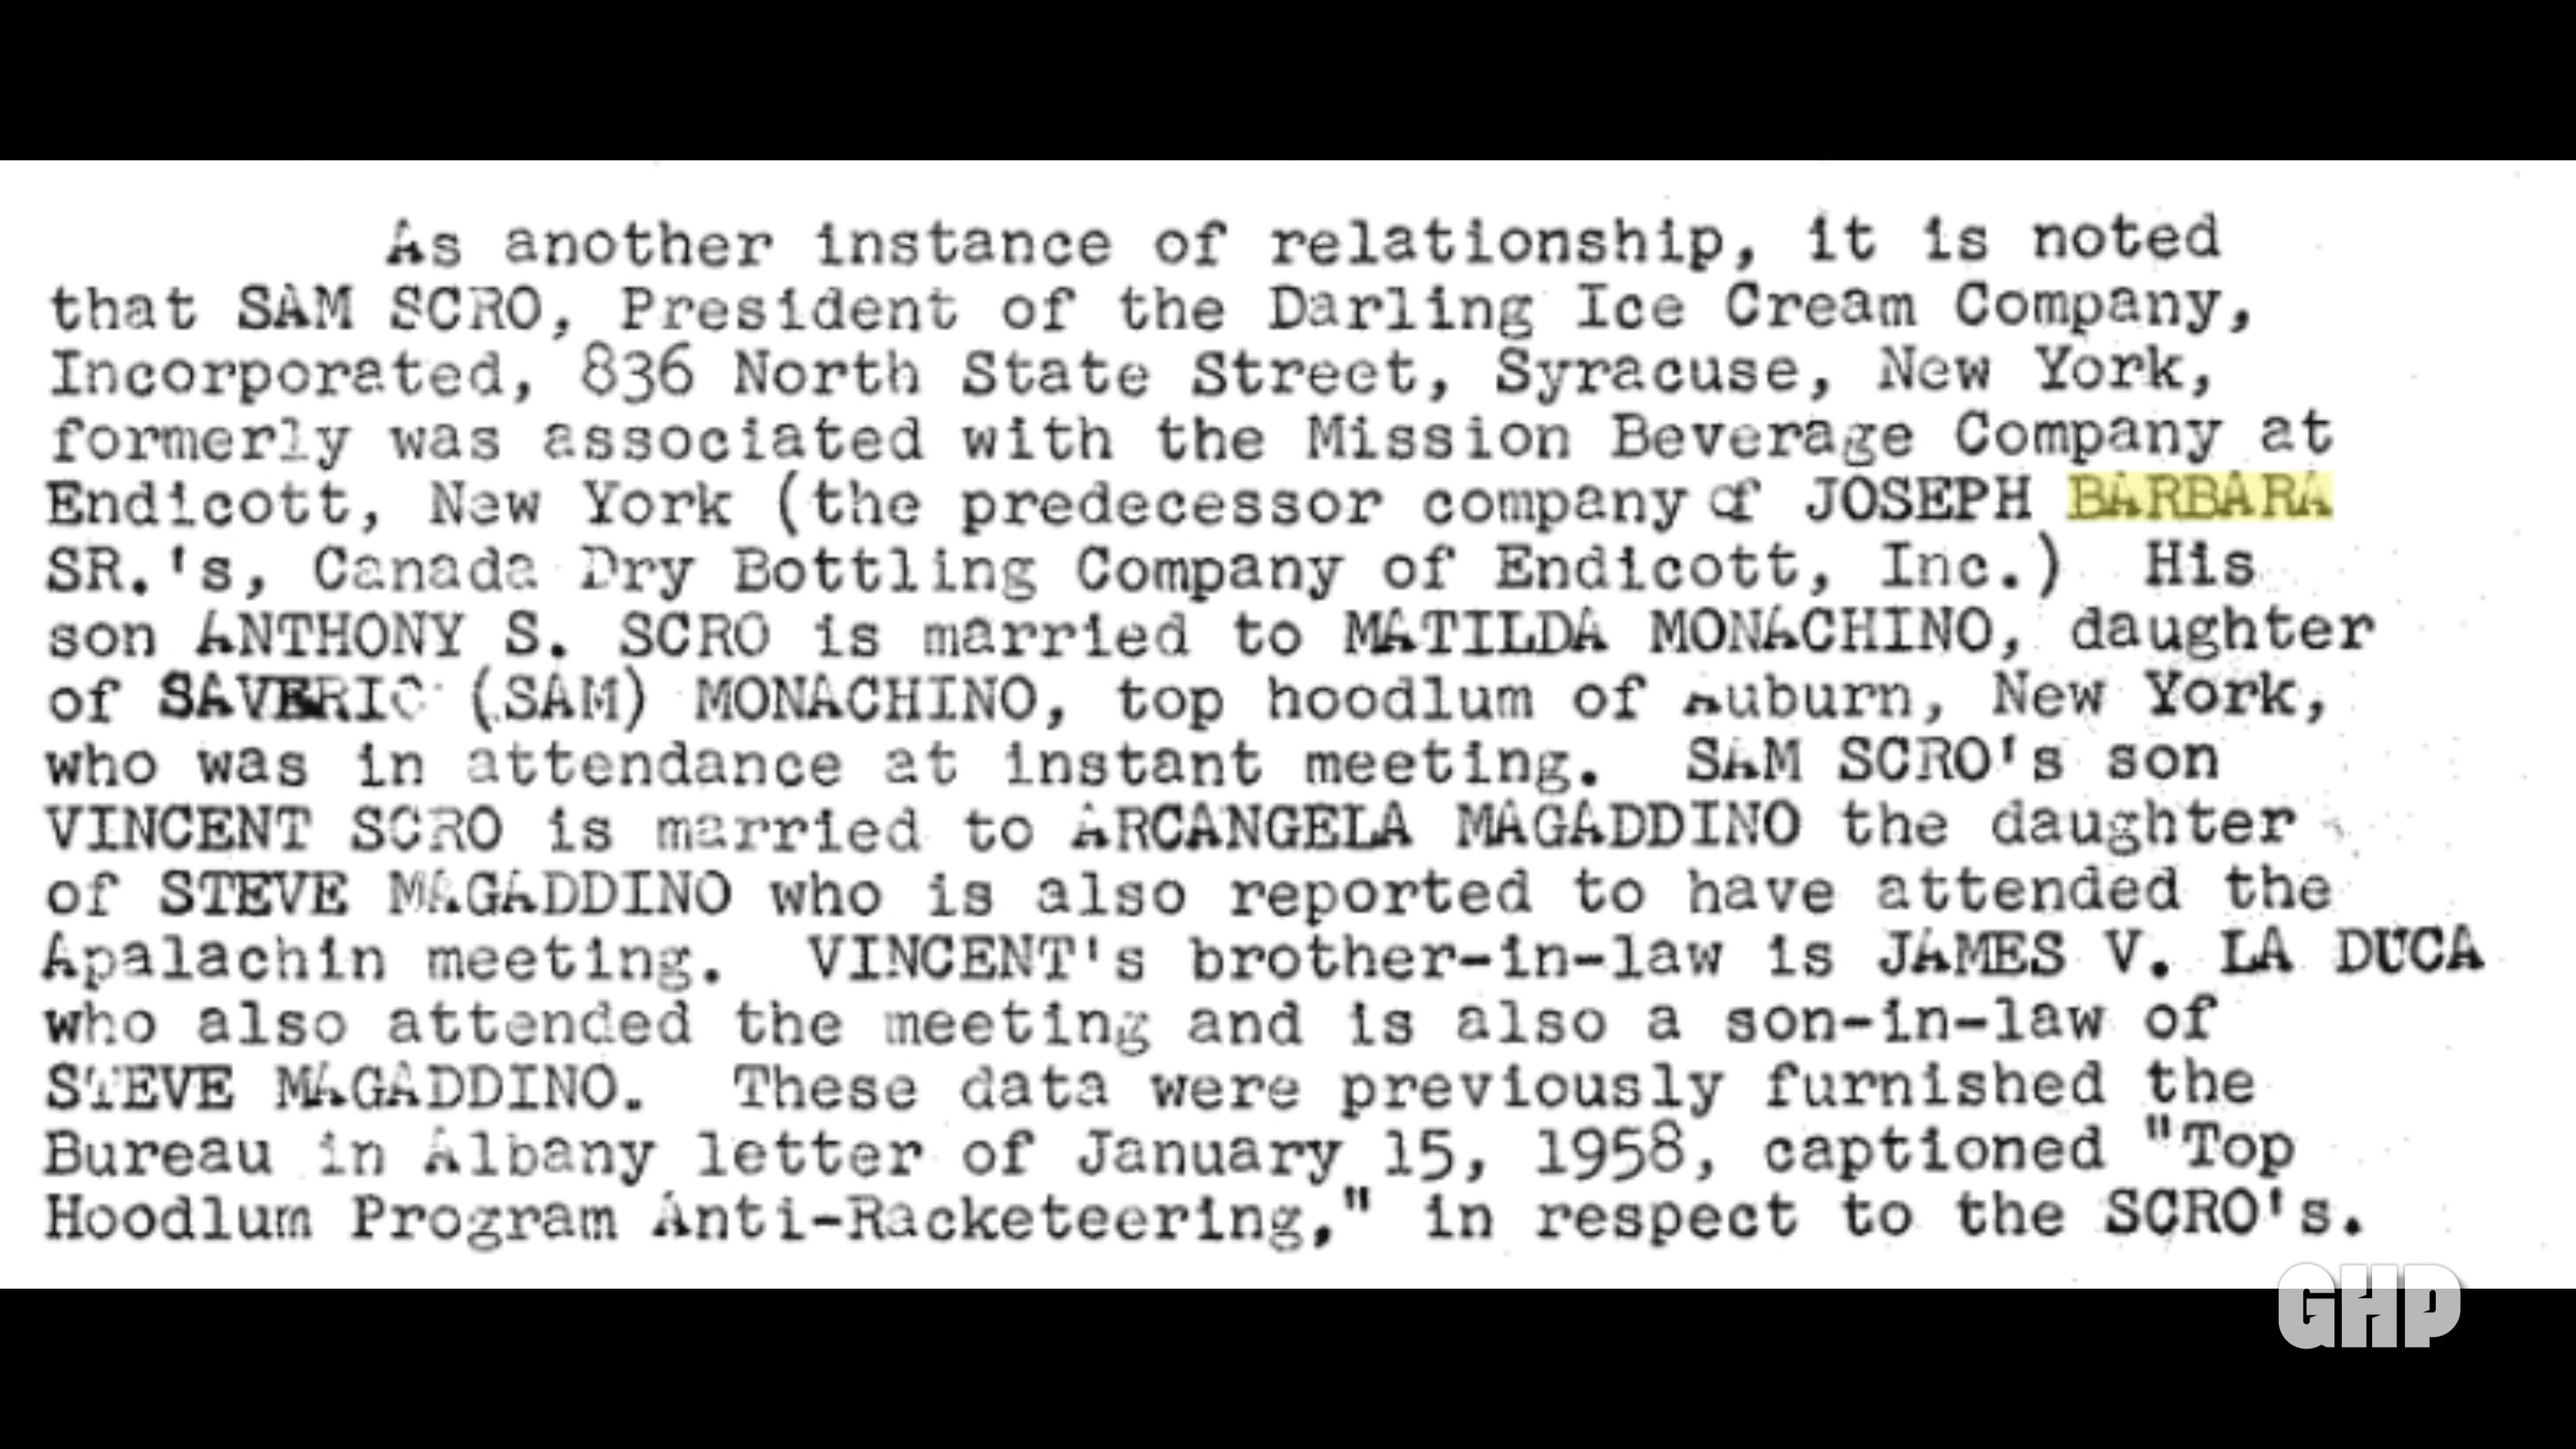 As another instance of relationship, it is noted
that SAM SCRO, President of the Darling Ice Cream Company,
Incorporated, 836 North State Street, Syracuse, New York,
formerly was associated with the Mission Beverage Company at
Endicott, New York (the predecessor company of JOSEPH BARBARA
SR.'s, Canada Dry Bottling Company of Endicott, Inc.) His
son ANTHONY S. SCRO is married to MATILDA MONACHINO, daughter
of SAVERIO (SAM) MONACHINO, top hoodlum of Auburn, New York,
who was in attendance at instant meeting. SAM SCRO's son
VINCENT SCRO is married to ARCANGELA MAGADDINO the daughter
of STEVE MAGADDINO who is also reported to have attended the
Apalachin meeting. VINCENT's brother-in-law is JAMES V. LA DUCA
who also attended the meeting and is also a son-in-law of
STEVE MAGADDINO. These data were previously furnished the
Bureau in Albany letter of January 15, 1958, captioned "Top
Hoodlum Program Anti-Racketeering," in respect to the SCRO's.
GHP